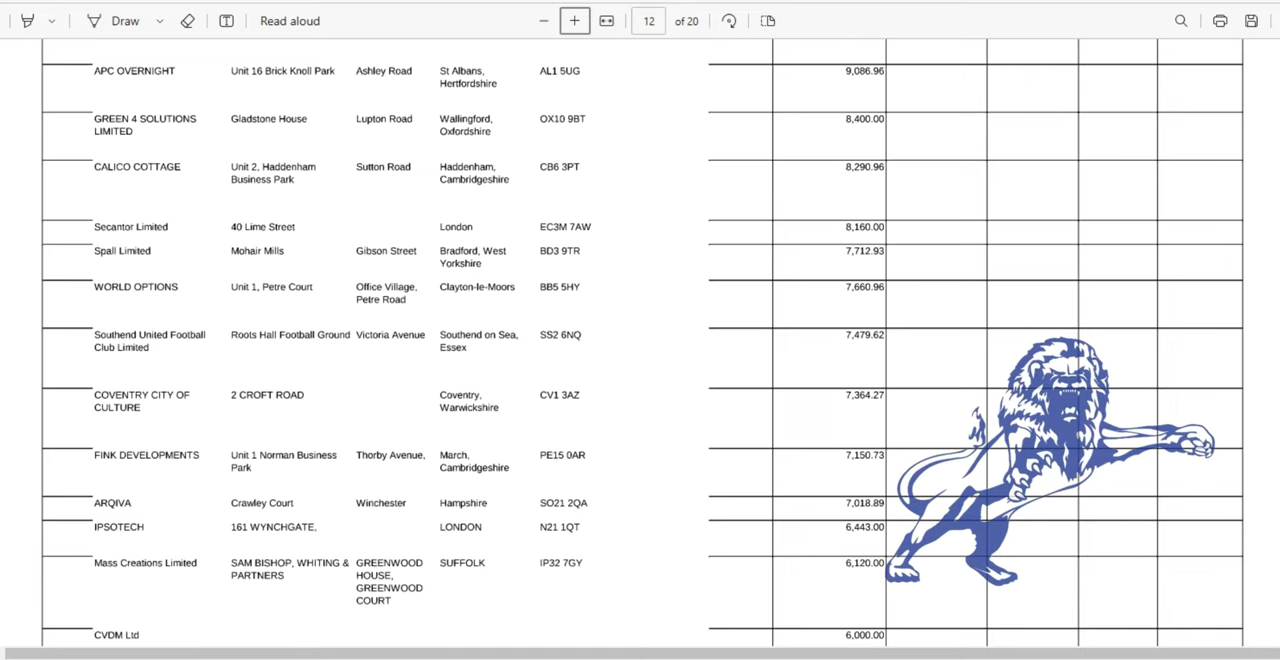 Draw Read aloud 12 of 20
APC OVERNIGHT Unit 16 Brick Knoll Park Ashley Road St Albans, AL1 5UG 9,086.96
Hertfordshire
GREEN 4 SOLUTIONS Gladstone House Lupton Road Wallingford, OX10 9BT 8,400.00
LIMITED Oxfordshire
CALICO COTTAGE Unit 2, Haddenham Sutton Road Haddenham, CB6 3PT 8,290.96
Business Park Cambridgeshire
Secantor Limited 40 Lime Street London EC3M 7AW 8,160.00
Spall Limited Mohair Mills Gibson Street Bradford, West BD3 9TR 7,712.93
Yorkshire
WORLD OPTIONS Unit 1, Petre Court Office Village, Clayton-le-Moors BB5 5HY 7,660.96
Petre Road
Southend United Football Roots Hall Football Ground Victoria Avenue Southend on Sea, SS2 6NQ 7,479.62
Club Limited Essex
COVENTRY CITY OF 2 CROFT ROAD Coventry, CV1 3AZ 7,364.27
CULTURE Warwickshire
FINK DEVELOPMENTS Unit 1 Norman Business Thorby Avenue, March, PE15 0AR 7,150.73
Park Cambridgeshire
ARQIVA Crawley Court Winchester Hampshire SO21 2QA 7,018.89
IPSOTECH 161 WYNCHGATE, LONDON N21 1QT 6,443.00
Mass Creations Limited SAM BISHOP, WHITING & GREENWOOD SUFFOLK IP32 7GY 6,120.00
PARTNERS HOUSE,
GREENWOOD
COURT
CVDM Ltd 6,000.00